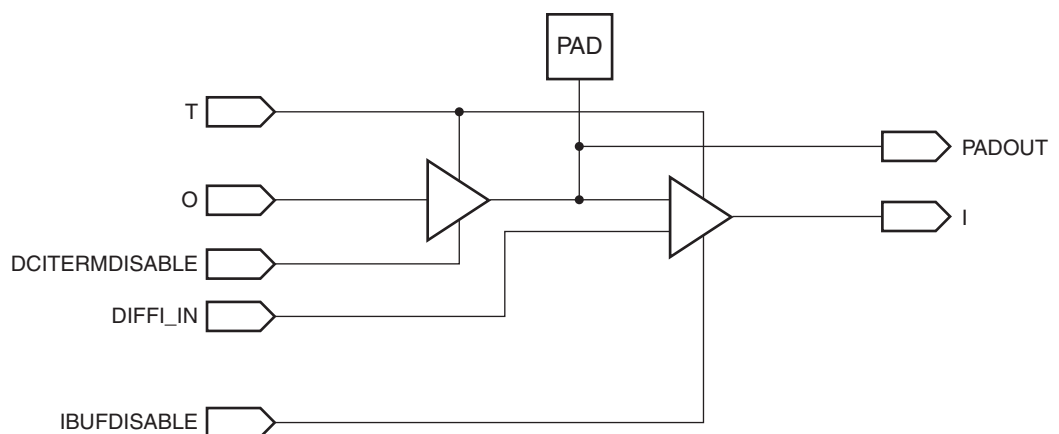 PAD
T
PADOUT
O
I
DCITERMDISABLE
DIFFI_IN
IBUFDISABLE